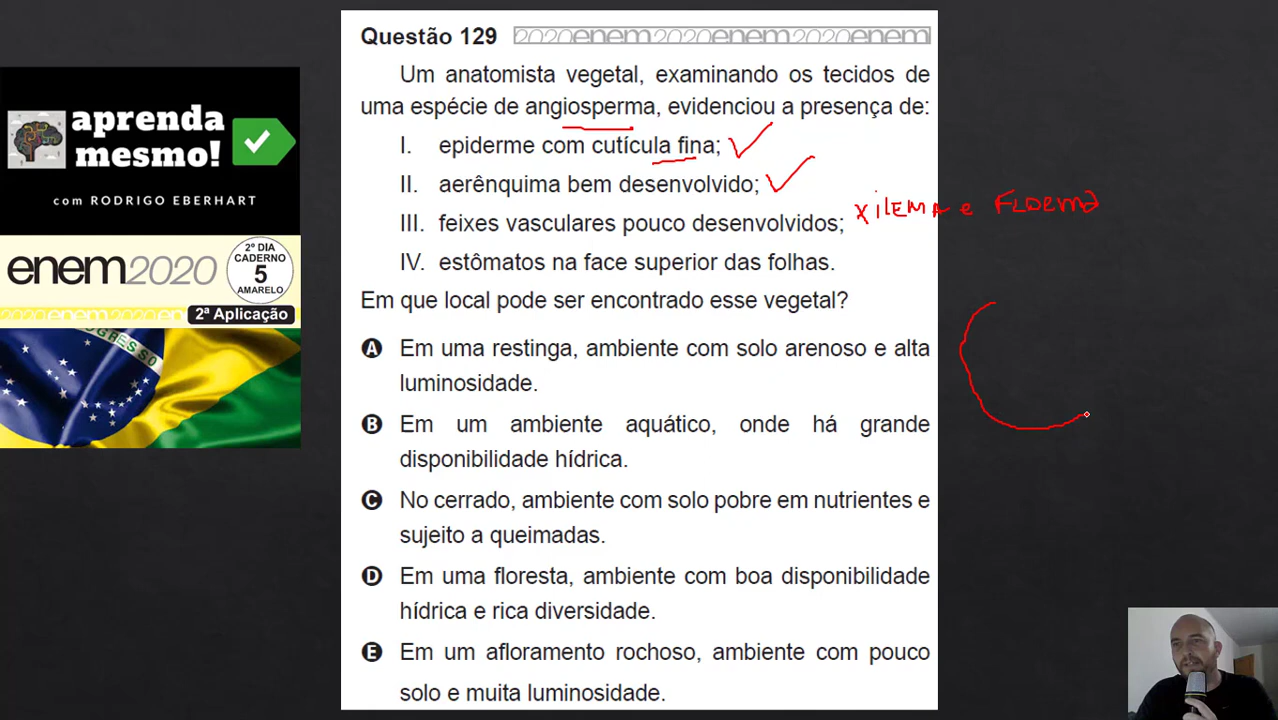 Questão 129
2020enem2020enem2020enem
Um anatomista vegetal, examinando os tecidos de
uma espécie de angiosperma, evidenciou a presença de:
I. epiderme com cutícula fina;
II. aerênquima bem desenvolvido;
XILEMA e FLOEMA
III. feixes vasculares pouco desenvolvidos;
IV. estômatos na face superior das folhas.
Em que local pode ser encontrado esse vegetal?
A Em uma restinga, ambiente com solo arenoso e alta
luminosidade.
B Em um ambiente aquático, onde há grande
disponibilidade hídrica.
C No cerrado, ambiente com solo pobre em nutrientes e
sujeito a queimadas.
D Em uma floresta, ambiente com boa disponibilidade
hídrica e rica diversidade.
E Em um afloramento rochoso, ambiente com pouco
solo e muita luminosidade.
aprenda
mesmo!
com RODRIGO EBERHART
enem2020
2º DIA
CADERNO
5
AMARELO
2ª Aplicação